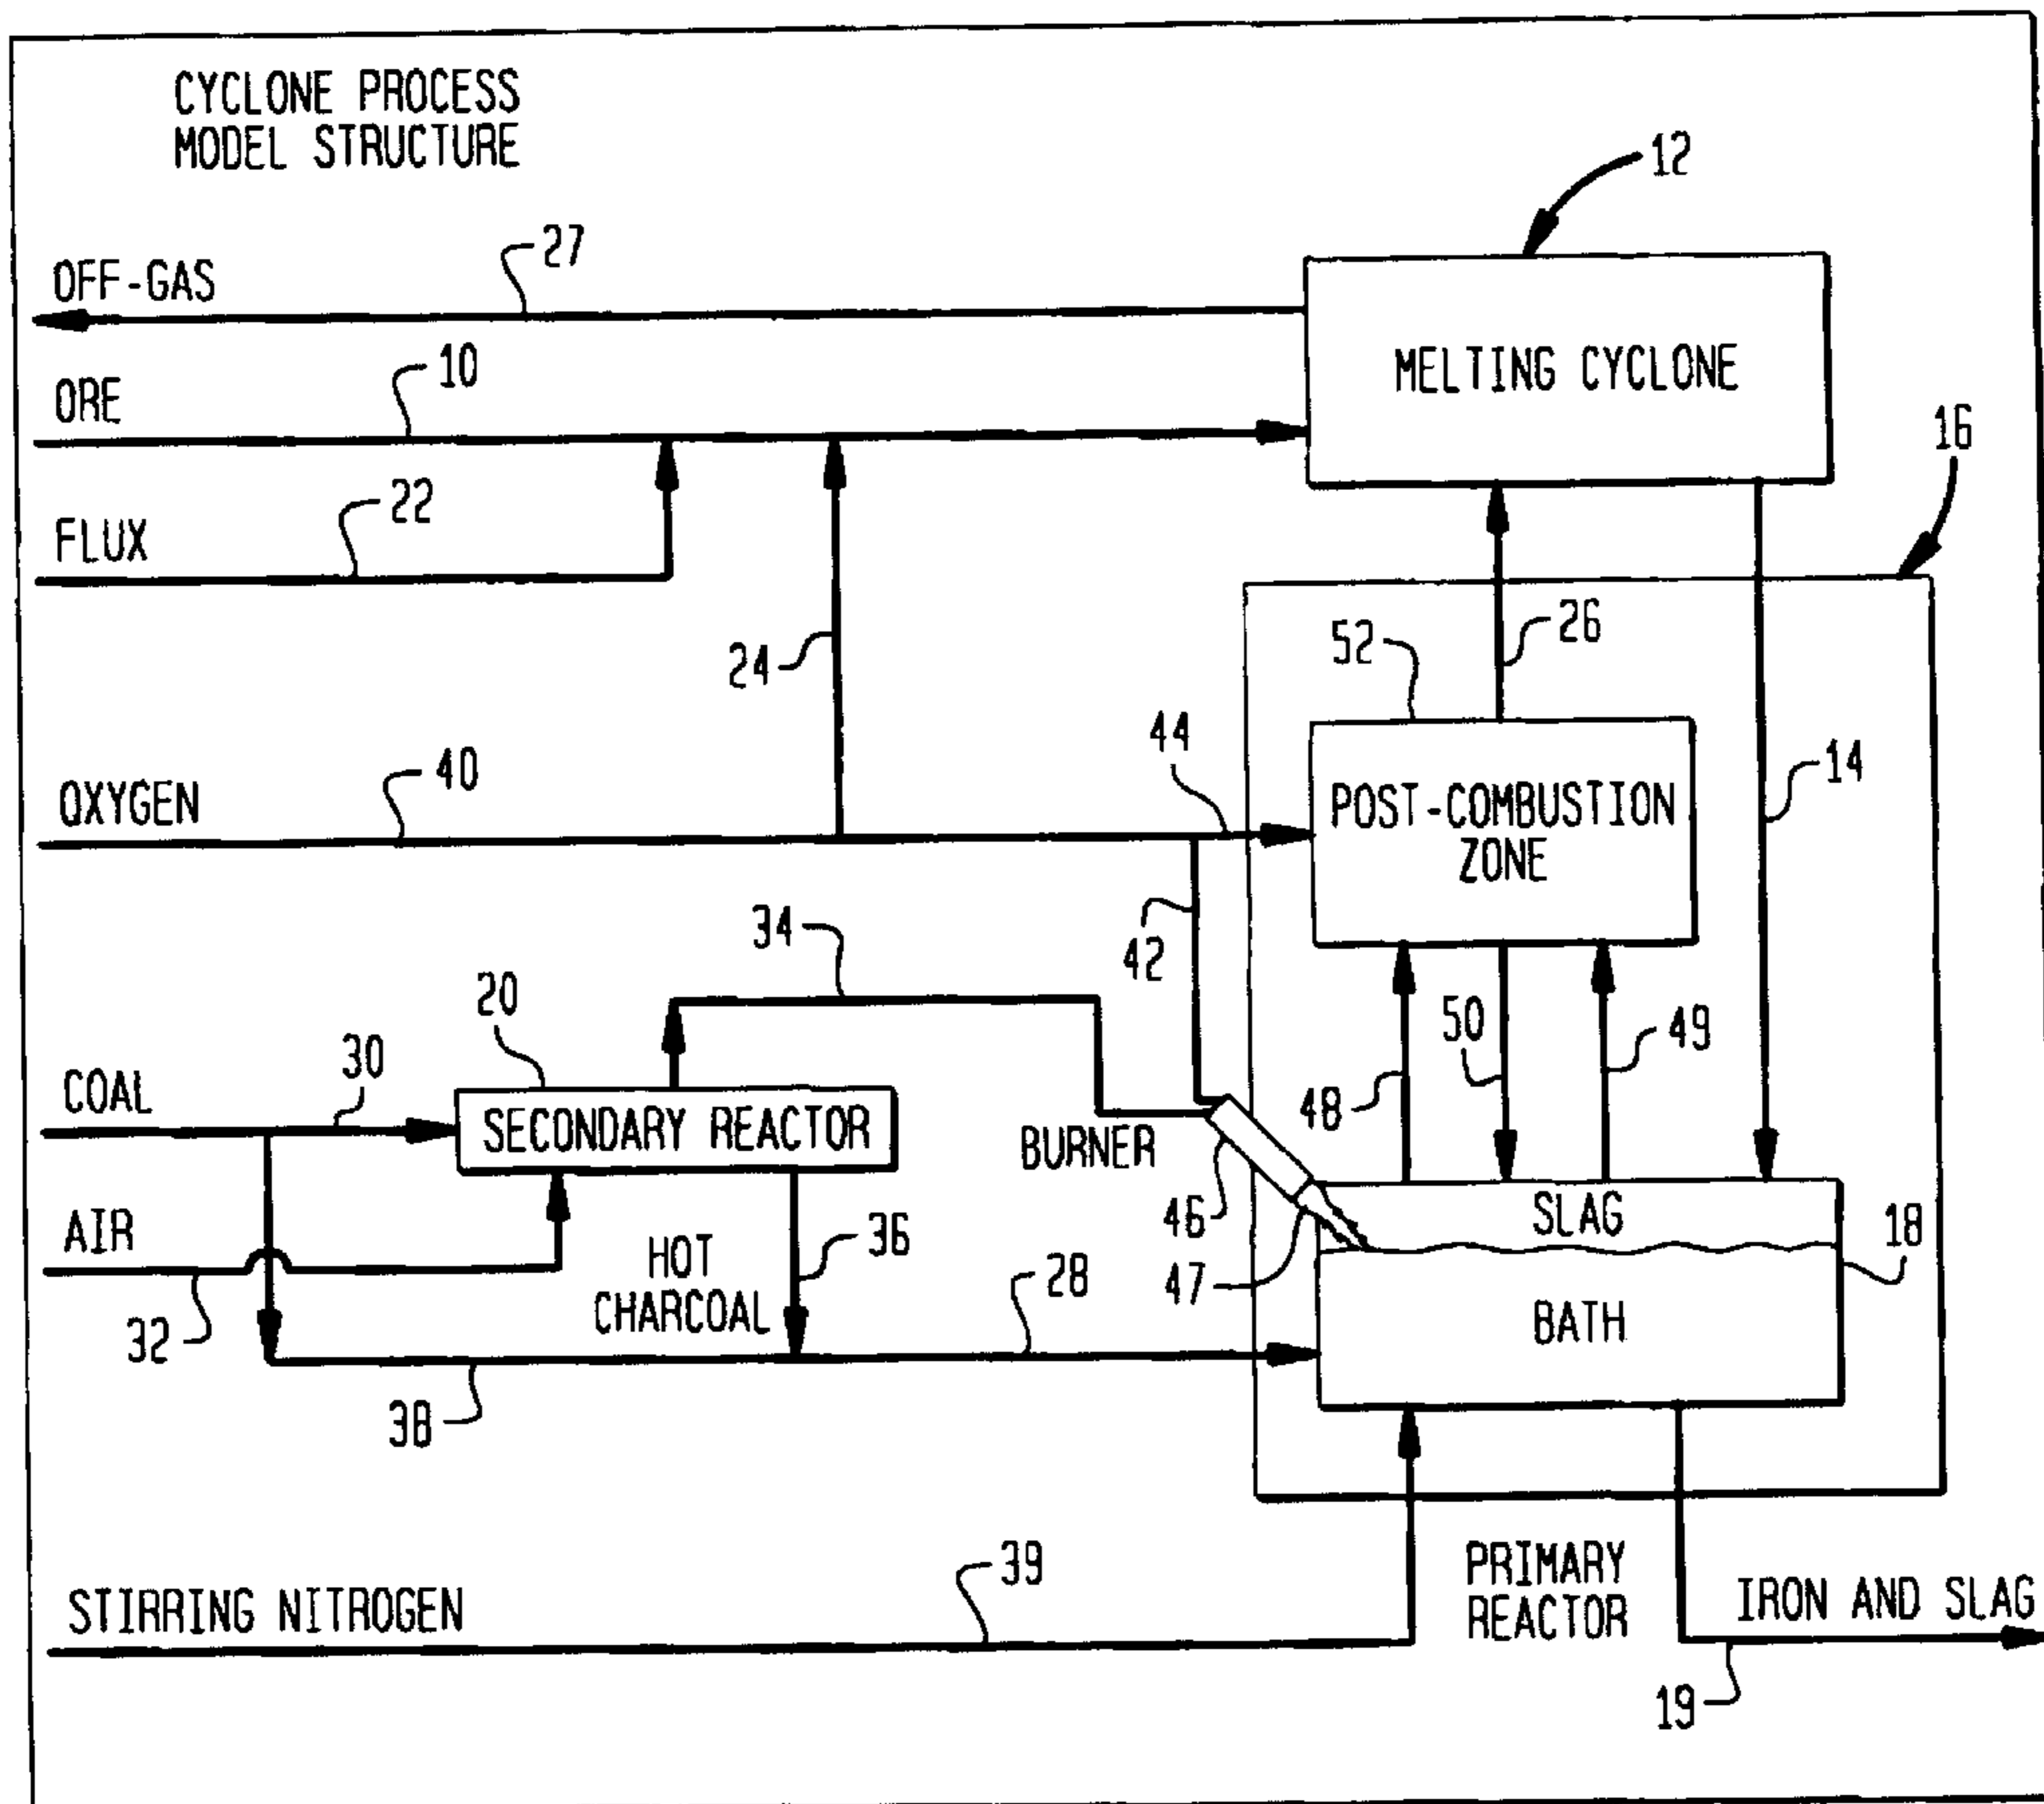 CYCLONE PROCESS
MODEL STRUCTURE
12
27
OFF-GAS
10
ORE
MELTING CYCLONE
16
22
FLUX
26
52
24
44
14
40
OXYGEN
POST-COMBUSTION
ZONE
34
42
20
50
49
30
48
COAL
SECONDARY REACTOR
BURNER
46
SLAG
AIR
36
18
HOT
CHARCOAL
28
47
32
BATH
38
39
PRIMARY
REACTOR
STIRRING NITROGEN
IRON AND SLAG
19